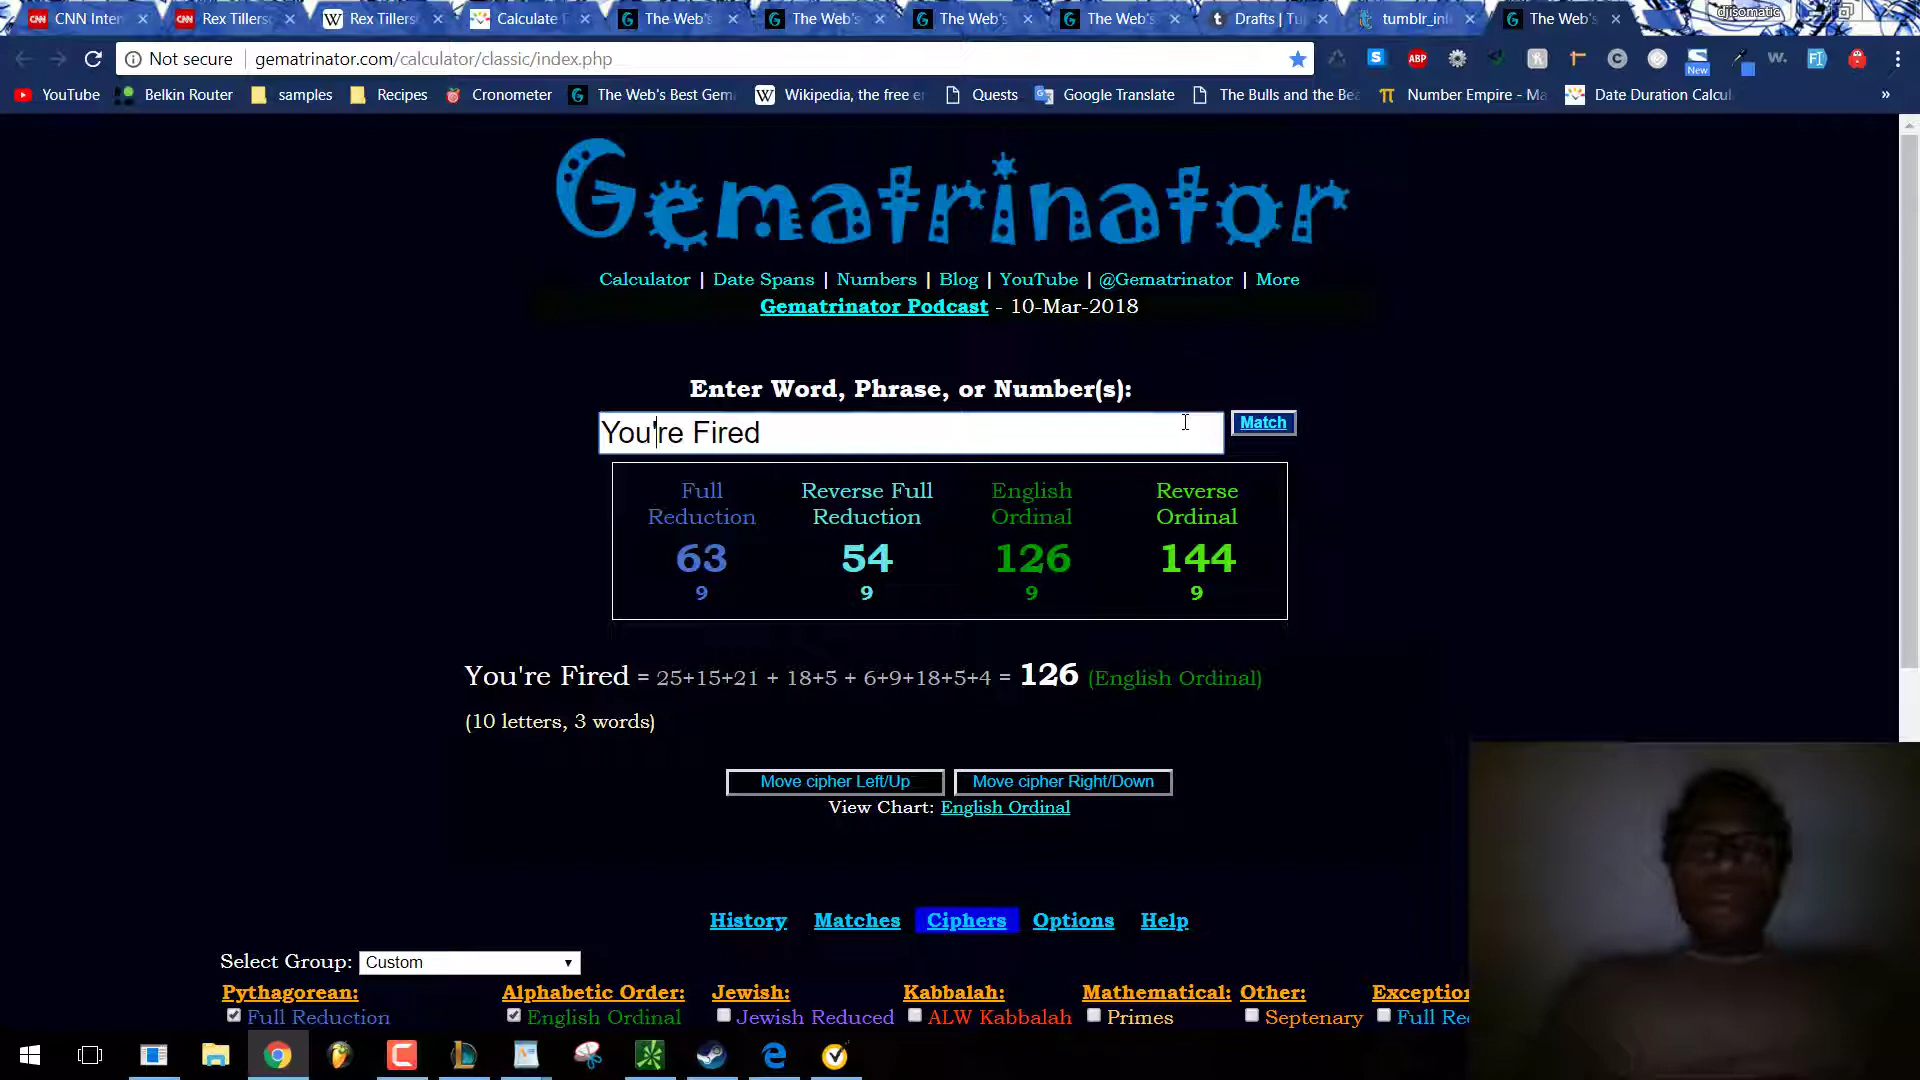 CNN Inter
Rex Tillers
Rex Tillers
Calculate
The Web's
The Web's
The Web's
The Web's
Drafts | Tu
tumblr_inl
The Web's
djisomatic
Not secure | gematrinator.com/calculator/classic/index.php
ABP
New
YouTube
Belkin Router
samples
Recipes
Cronometer
The Web's Best Gem
Wikipedia, the free e
Quests
Google Translate
The Bulls and the Be
Number Empire - Ma
Date Duration Calcu
»
Gematrinator
Calculator | Date Spans | Numbers | Blog | YouTube | @Gematrinator | More
Gematrinator Podcast - 10-Mar-2018
Enter Word, Phrase, or Number(s):
You're Fired
Match
Full Reduction
Reverse Full Reduction
English Ordinal
Reverse Ordinal
63 54 126 144
9 9 9 9
You're Fired = 25+15+21 + 18+5 + 6+9+18+5+4 = 126 (English Ordinal)
(10 letters, 3 words)
Move cipher Left/Up
Move cipher Right/Down
View Chart: English Ordinal
History Matches Ciphers Options Help
Select Group: Custom
Pythagorean: Alphabetic Order: Jewish: Kabbalah: Mathematical: Other: Exception
Full Reduction English Ordinal Jewish Reduced ALW Kabbalah Primes Septenary Full Re